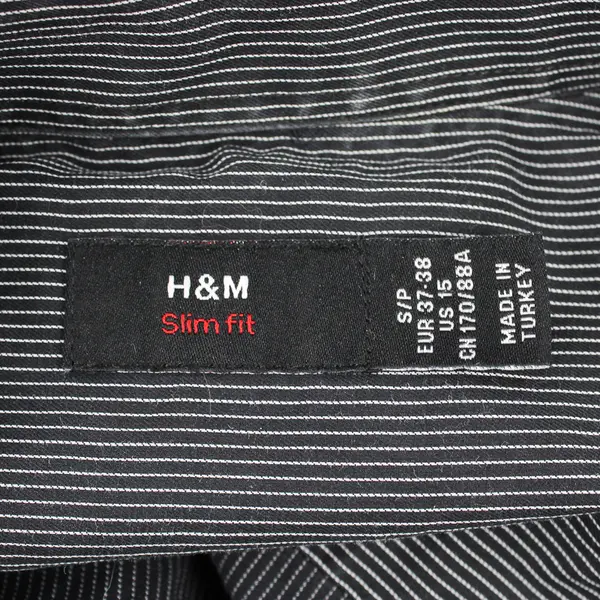 H&M
Slim fit
S/P
EUR 37-38
US 15
CN 170/88A
MADE IN
TURKEY